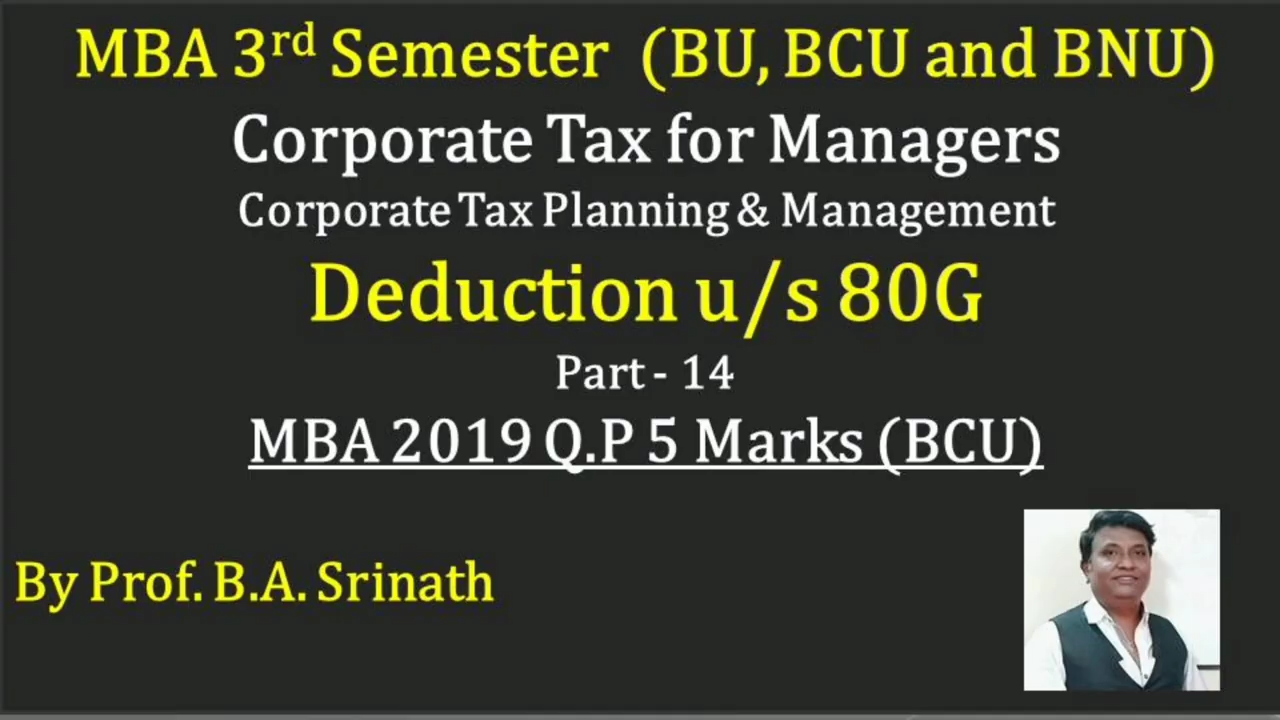 MBA 3rd Semester (BU, BCU and BNU)
Corporate Tax for Managers
Corporate Tax Planning & Management
Deduction u/s 80G
Part - 14
MBA 2019 Q.P 5 Marks (BCU)
By Prof. B.A. Srinath